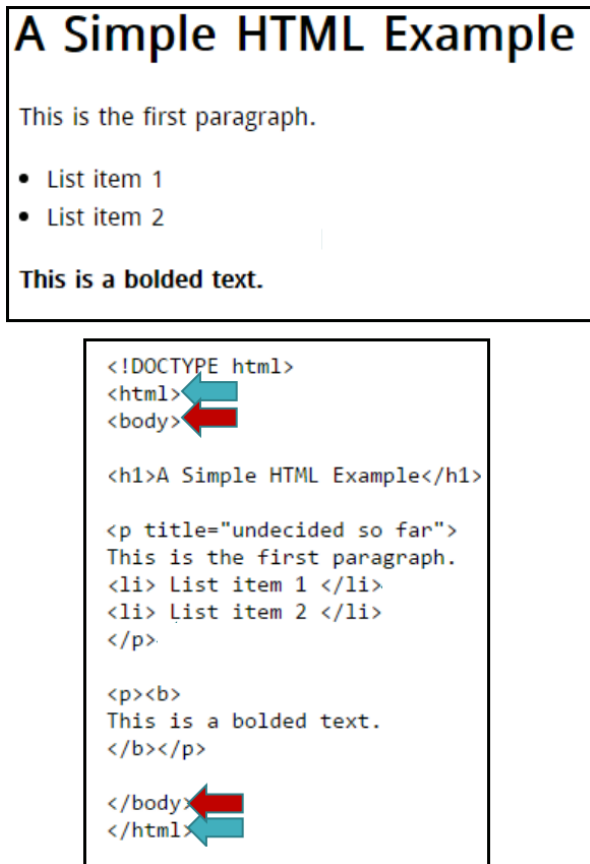 A Simple HTML Example
This is the first paragraph.
• List item 1
• List item 2
This is a bolded text.
<!DOCTYPE html>
<html>
<body>
<h1>A Simple HTML Example</h1>
<p title="undecided so far">
This is the first paragraph.
<li> List item 1 </li>
<li> List item 2 </li>
</p>
<p><b>
This is a bolded text.
</b></p>
</body>
</html>